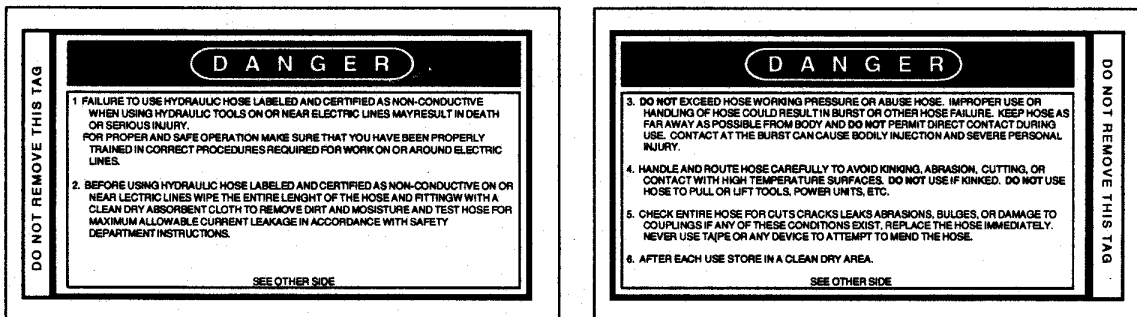 DO NOT REMOVE THIS TAG
DANGER
1 FAILURE TO USE HYDRAULIC HOSE LABELED AND CERTIFIED AS NON-CONDUCTIVE
WHEN USING HYDRAULIC TOOLS ON OR NEAR ELECTRIC LINES MAYRESULT IN DEATH
OR SERIOUS INJURY.
FOR PROPER AND SAFE OPERATION MAKE SURE THAT YOU HAVE BEEN PROPERLY
TRAINED IN CORRECT PROCEDURES REQUIRED FOR WORK ON OR AROUND ELECTRIC
LINES.
2. BEFORE USING HYDRAULIC HOSE LABELED AND CERTIFIED AS NON-CONDUCTIVE ON OR
NEAR LECTRIC LINES WIPE THE ENTIRE LENGHT OF THE HOSE AND FITTINGW WITH A
CLEAN DRY ABSORBENT CLOTH TO REMOVE DIRT AND MOSISTURE AND TEST HOSE FOR
MAXIMUM ALLOWABLE CURRENT LEAKAGE IN ACCORDANCE WITH SAFETY
DEPARTMENT INSTRUCTIONS.
SEE OTHER SIDE
DANGER
3. DO NOT EXCEED HOSE WORKING PRESSURE OR ABUSE HOSE. IMPROPER USE OR
HANDLING OF HOSE COULD RESULT IN BURST OR OTHER HOSE FAILURE. KEEP HOSE AS
FAR AWAY AS POSSIBLE FROM BODY AND DO NOT PERMIT DIRECT CONTACT DURING
USE. CONTACT AT THE BURST CAN CAUSE BODILY INJECTION AND SEVERE PERSONAL
INJURY.
4. HANDLE AND ROUTE HOSE CAREFULLY TO AVOID KINKING, ABRASION, CUTTING, OR
CONTACT WITH HIGH TEMPERATURE SURFACES. DO NOT USE IF KINKED. DO NOT USE
HOSE TO PULL OR LIFT TOOLS, POWER UNITS, ETC.
5. CHECK ENTIRE HOSE FOR CUTS CRACKS LEAKS ABRASIONS, BULGES, OR DAMAGE TO
COUPLINGS IF ANY OF THESE CONDITIONS EXIST, REPLACE THE HOSE IMMEDIATELY.
NEVER USE TA[PE OR ANY DEVICE TO ATTEMPT TO MEND THE HOSE.
6. AFTER EACH USE STORE IN A CLEAN DRY AREA.
SEE OTHER SIDE
DO NOT REMOVE THIS TAG